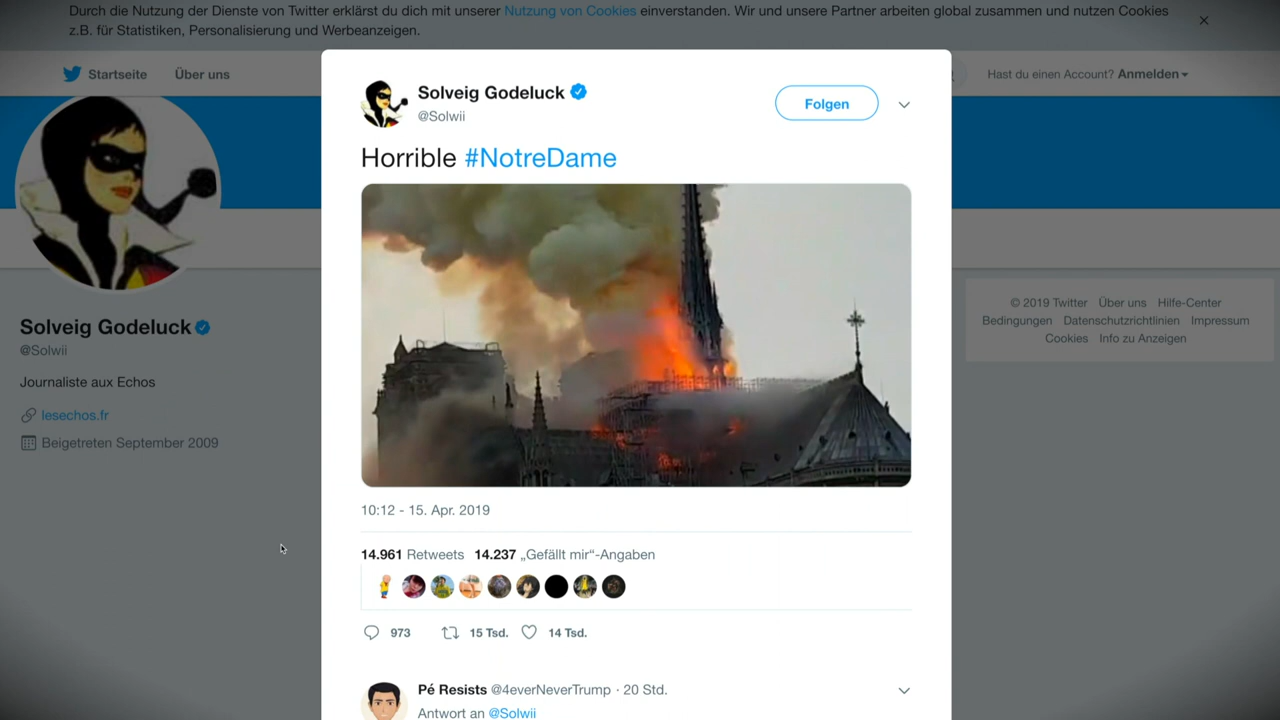 Durch die Nutzung der Dienste von Twitter erklärst du dich mit unserer Nutzung von Cookies einverstanden. Wir und unsere Partner arbeiten global zusammen und nutzen Cookies
z.B. für Statistiken, Personalisierung und Werbeanzeigen.
Startseite Über uns
Hast du einen Account? Anmelden
Solveig Godeluck
@Solwii
Folgen
Horrible #NotreDame
10:12 - 15. Apr. 2019
14.961 Retweets 14.237 „Gefällt mir“-Angaben
973 15 Tsd. 14 Tsd.
Pé Resists @4everNeverTrump · 20 Std.
Antwort an @Solwii
Solveig Godeluck
@Solwii
Journaliste aux Echos
lesechos.fr
Beigetreten September 2009
© 2019 Twitter Über uns Hilfe-Center
Bedingungen Datenschutzrichtlinien Impressum
Cookies Info zu Anzeigen